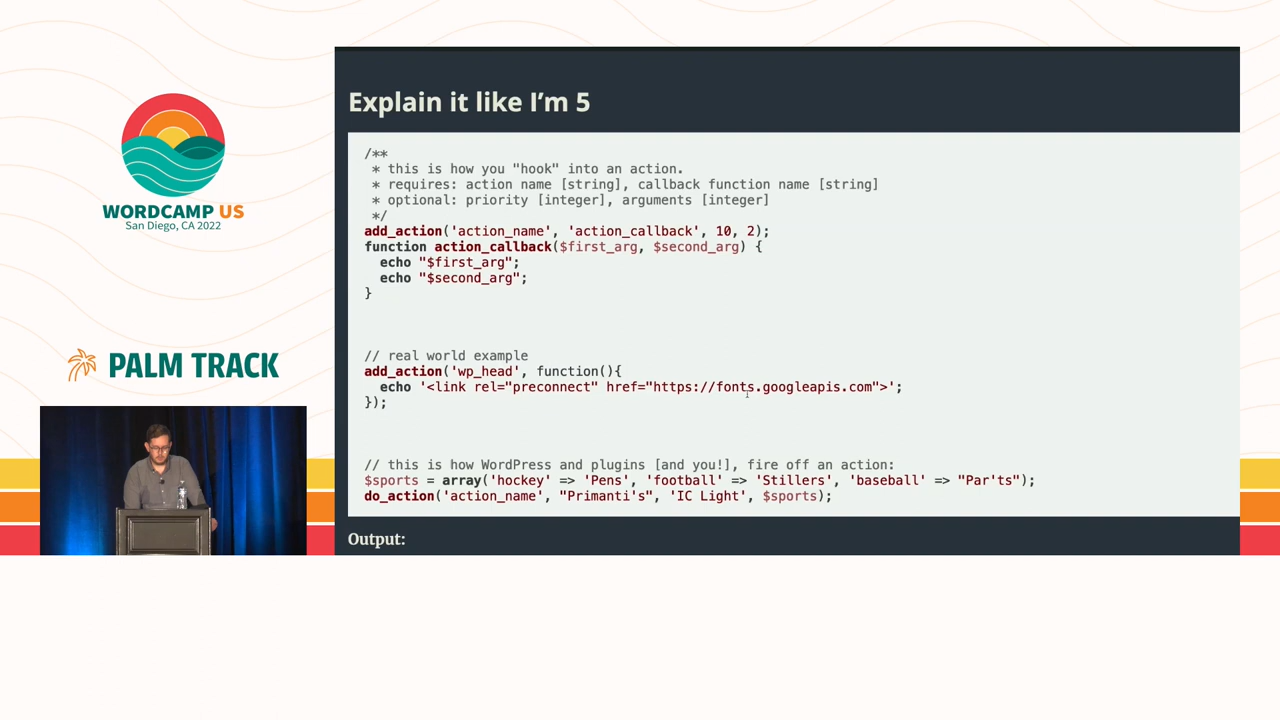 WORDCAMP US
San Diego, CA 2022
PALM TRACK
Explain it like I’m 5
/**
 * this is how you "hook" into an action.
 * requires: action name [string], callback function name [string]
 * optional: priority [integer], arguments [integer]
 */
add_action('action_name', 'action_callback', 10, 2);
function action_callback($first_arg, $second_arg) {
  echo "$first_arg";
  echo "$second_arg";
}
// real world example
add_action('wp_head', function(){
  echo '<link rel="preconnect" href="https://fonts.googleapis.com">';
});
// this is how WordPress and plugins [and you!], fire off an action:
$sports = array('hockey' => 'Pens', 'football' => 'Stillers', 'baseball' => "Par'ts");
do_action('action_name', "Primanti's", 'IC Light', $sports);
Output: